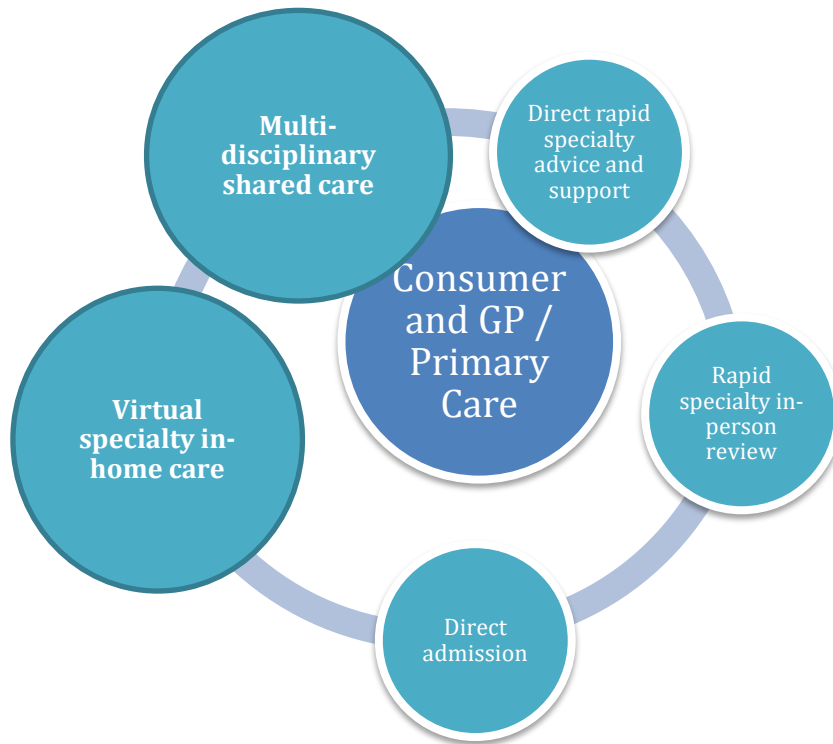 Multi-
disciplinary
shared care
Direct rapid
specialty
advice and
support
Consumer
and GP /
Primary
Care
Rapid
specialty in-
person
review
Virtual
specialty in-
home care
Direct
admission